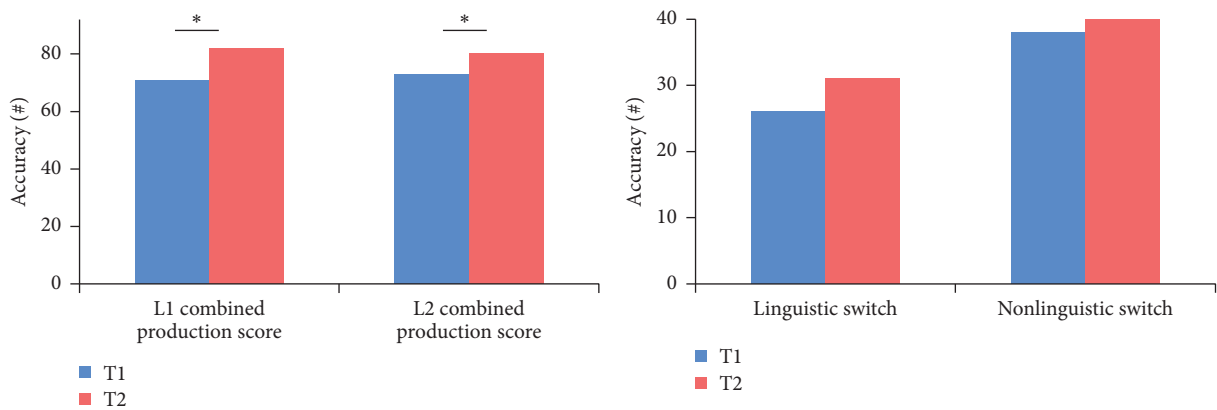 *
*
80
60
40
20
0
Accuracy (#)
L1 combined
production score
L2 combined
production score
T1
T2
40
30
20
10
0
Accuracy (#)
Linguistic switch
Nonlinguistic switch
T1
T2